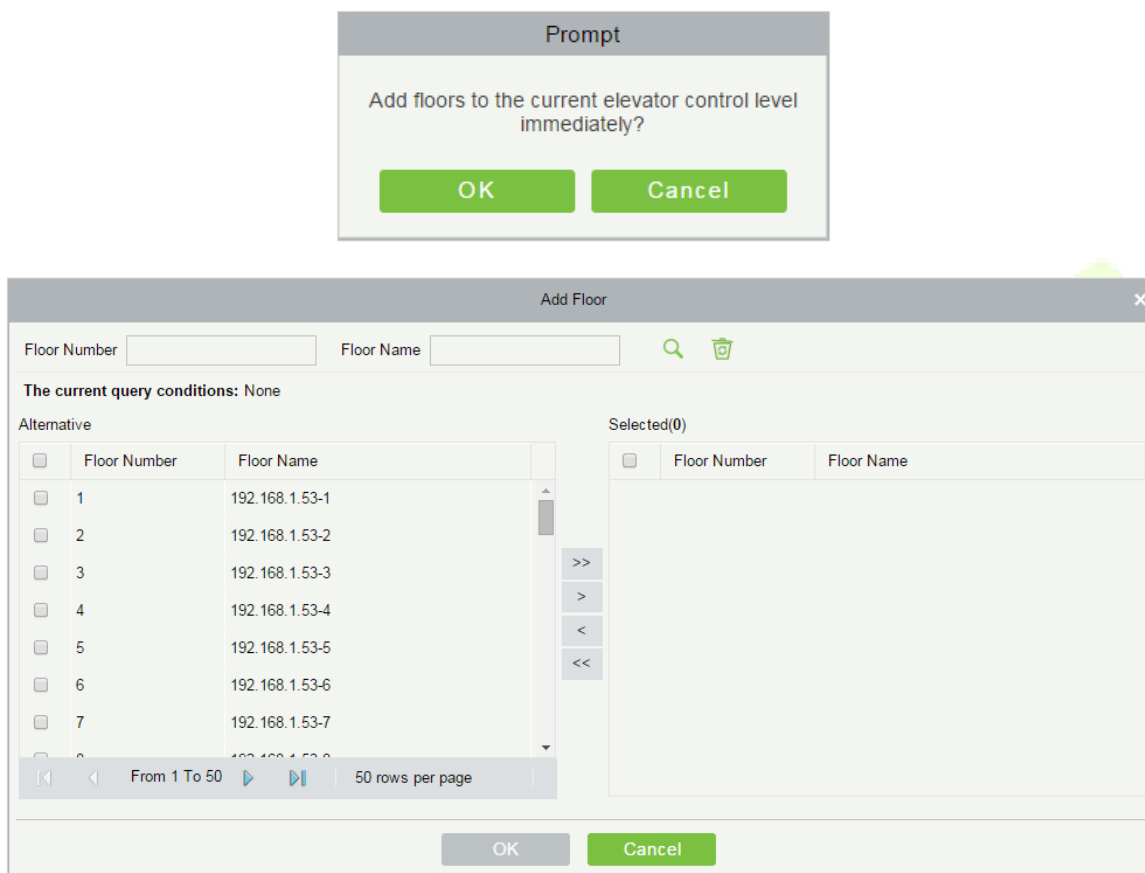 Prompt
Add floors to the current elevator control level
immediately?
OK Cancel
Add Floor
Floor Number Floor Name
The current query conditions: None
Alternative Selected(0)
Floor Number Floor Name Floor Number Floor Name
1 192.168.1.53-1
2 192.168.1.53-2
3 192.168.1.53-3
4 192.168.1.53-4
5 192.168.1.53-5
6 192.168.1.53-6
7 192.168.1.53-7
>>
>
<
<<
From 1 To 50 50 rows per page
OK Cancel